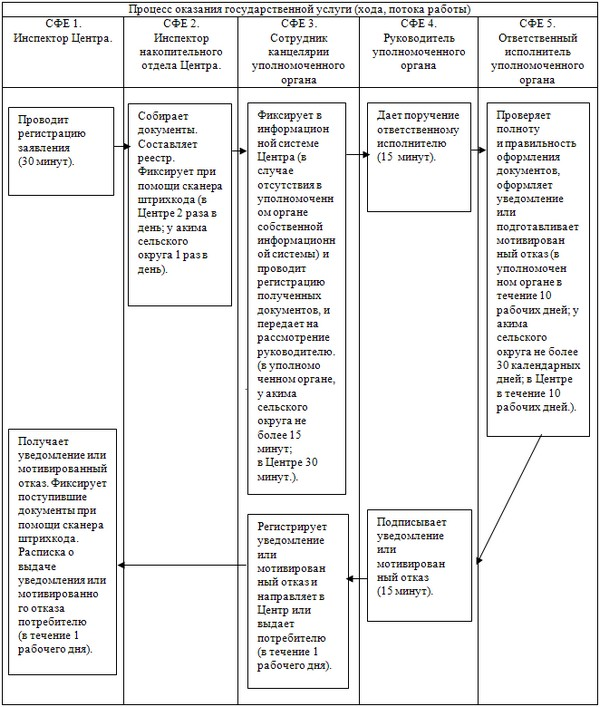 Процесс оказания государственной услуги (хода, потока работы)
СФЕ 1.
Инспектор Центра.
СФЕ 2.
Инспектор
накопительного
отдела Центра.
СФЕ 3.
Сотрудник
канцелярии
уполномоченного
органа
СФЕ 4.
Руководитель
уполномоченного
органа
СФЕ 5.
Ответственный
исполнитель
уполномоченного
органа
Проводит
регистрацию
заявления
(30 минут).
Собирает
документы.
Составляет
реестр.
Фиксирует при
помощи сканера
штрихкода (в
Центре 2 раза в
день; у акима
сельского
округа 1 раз в
день).
Фиксирует в
информацион
ной системе
Центра (в
случае
отсутствия в
уполномоченн
ом органе
собственной
информационн
ой системы) и
проводит
регистрацию
полученных
документов, и
передает на
рассмотрение
руководителю.
(в уполномо
ченном органе,
у акима
сельского
округа не
более 15
минут;
в Центре 30
минут.).
Дает поручение
ответственному
исполнителю
(15 минут).
Проверяет
полноту
и правильность
оформления
документов,
оформляет
уведомление
или
подготавливает
мотивирован
ный отказ (в
уполномочен
ном органе в
течение 10
рабочих дней; у
акима
сельского
округа не более
30 календарных
дней; в Центре
в течение 10
рабочих дней.).
Получает
уведомление или
мотивированный
отказ. Фиксирует
поступившие
документы при
помощи сканера
штрихкода.
Расписка о
выдаче
уведомления или
мотивированно
го отказа
потребителю
(в течение 1
рабочего дня).
Регистрирует
уведомление
или
мотивирован
ный отказ и
направляет в
Центр или
выдает
потребителю
(в течение 1
рабочего дня).
Подписывает
уведомление
или
мотивирован
ный отказ
(15 минут).